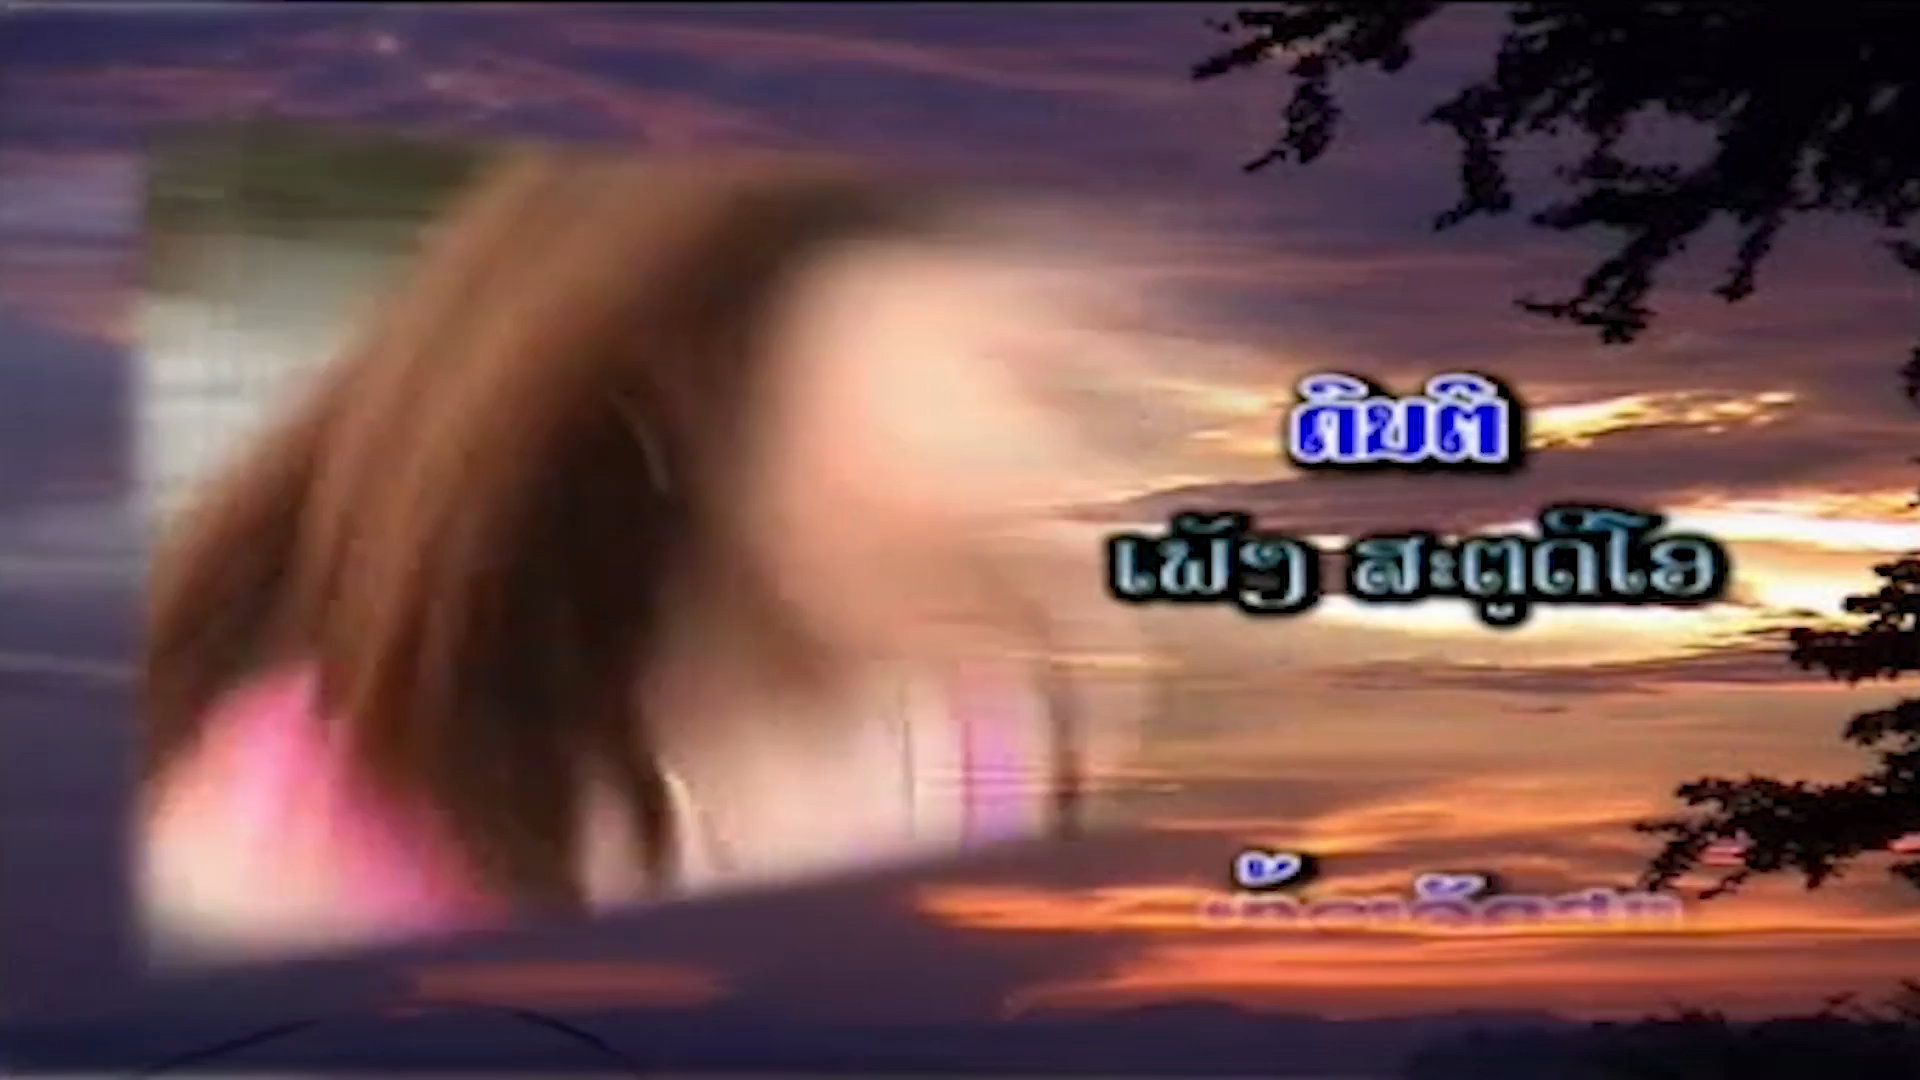 ດົນຕີ
ເພັງ ສະຕູດີໂອ